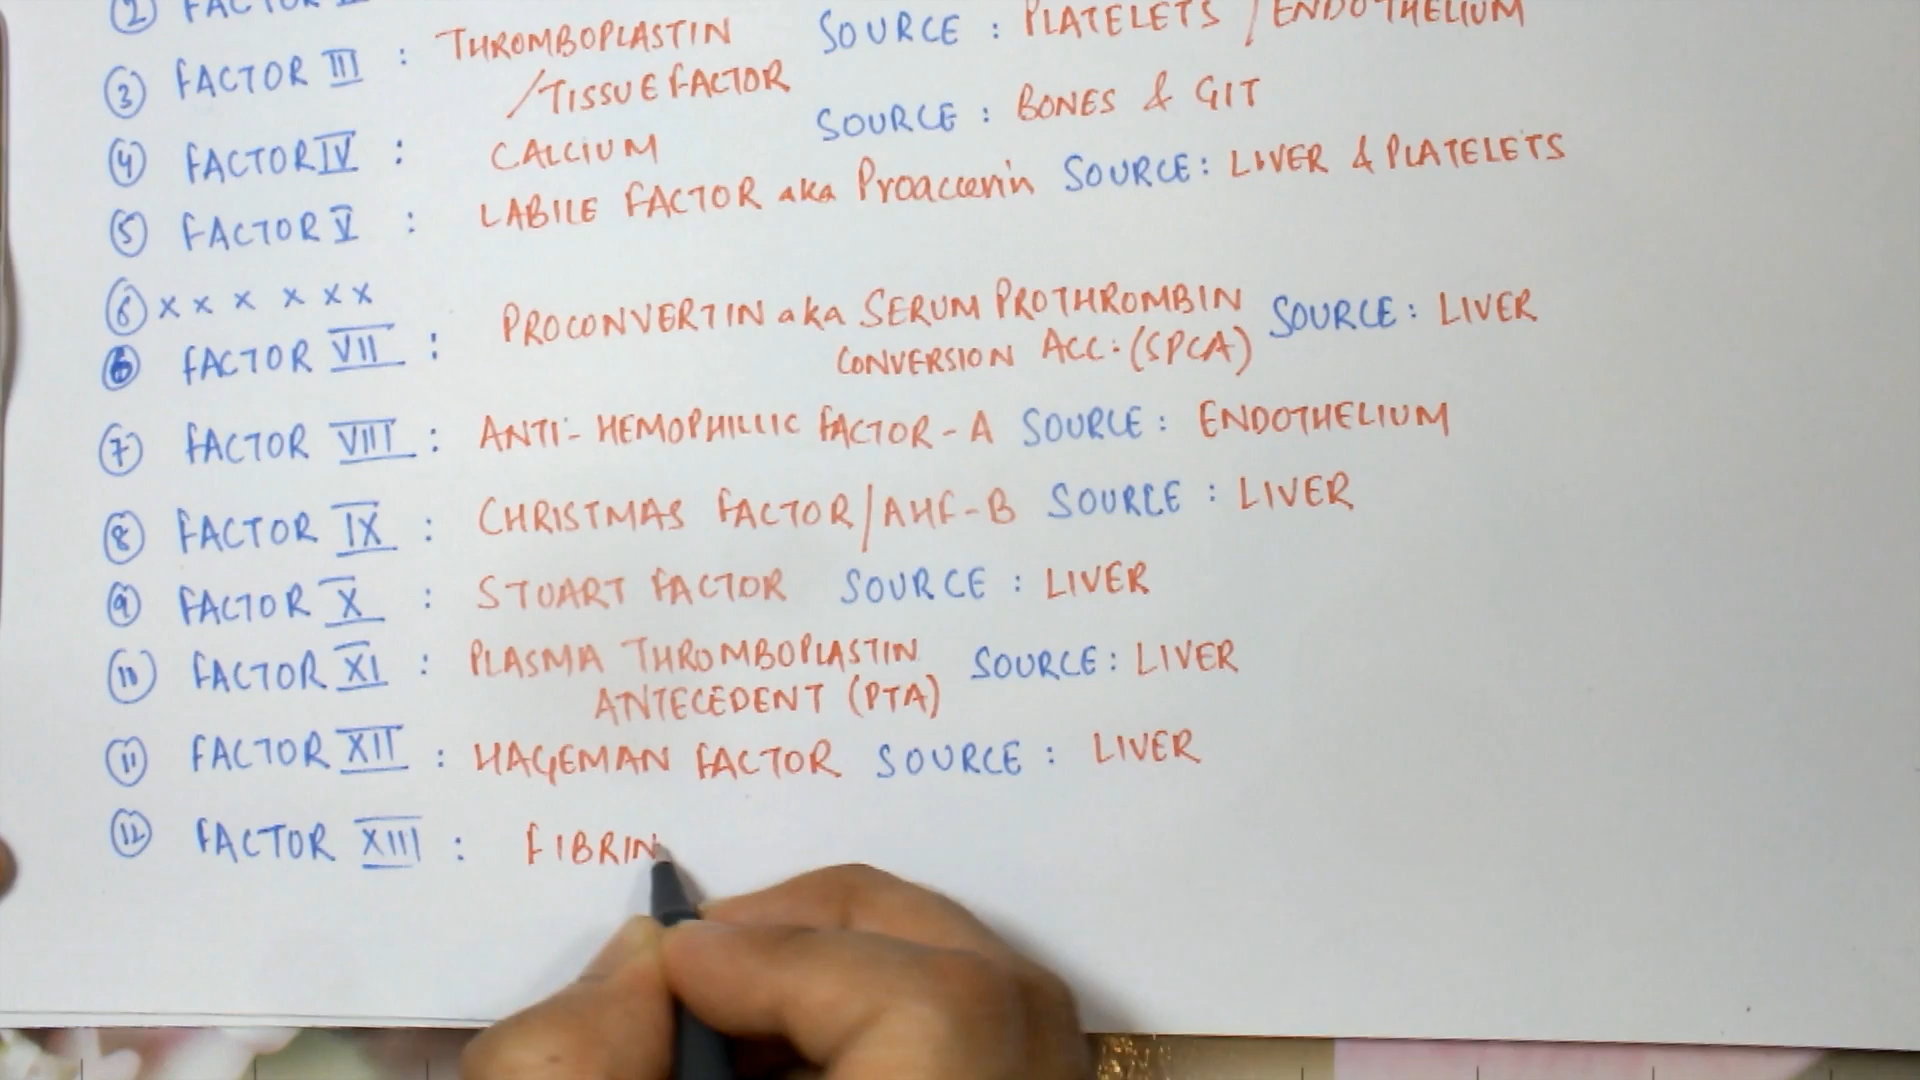 ② FACTOR
③ FACTOR III : THROMBOPLASTIN SOURCE : PLATELETS / ENDOTHELIUM
/TISSUE FACTOR
④ FACTOR IV : CALCIUM SOURCE : BONES & GIT
⑤ FACTOR V : LABILE FACTOR aka Proaccerin SOURCE : LIVER & PLATELETS
⑥ x x x x x x
⑥ FACTOR VII : PROCONVERTIN aka SERUM PROTHROMBIN SOURCE : LIVER
CONVERSION ACC: (SPCA)
⑦ FACTOR VIII : ANTI-HEMOPHILLIC FACTOR-A SOURCE : ENDOTHELIUM
⑧ FACTOR IX : CHRISTMAS FACTOR/AHF-B SOURCE : LIVER
⑨ FACTOR X : STUART FACTOR SOURCE : LIVER
⑩ FACTOR XI : PLASMA THROMBOPLASTIN SOURCE : LIVER
ANTECEDENT (PTA)
⑪ FACTOR XII : HAGEMAN FACTOR SOURCE : LIVER
⑫ FACTOR XIII : FIBRIN